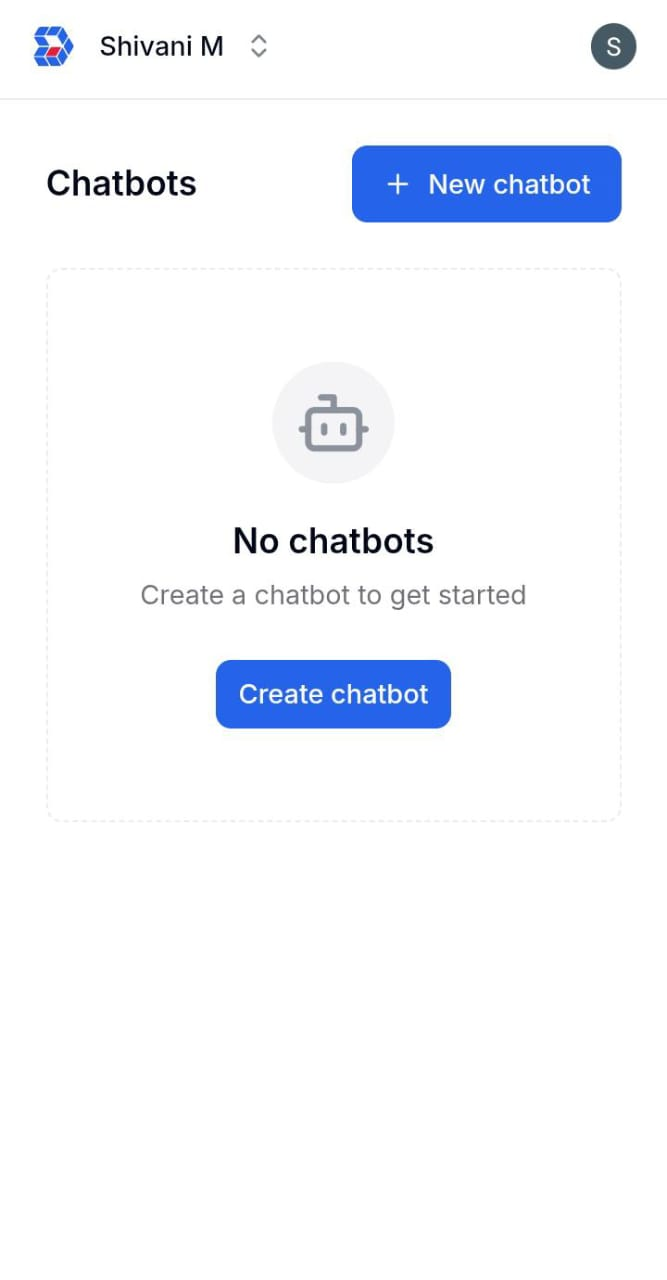 Shivani M
S
Chatbots
+ New chatbot
No chatbots
Create a chatbot to get started
Create chatbot